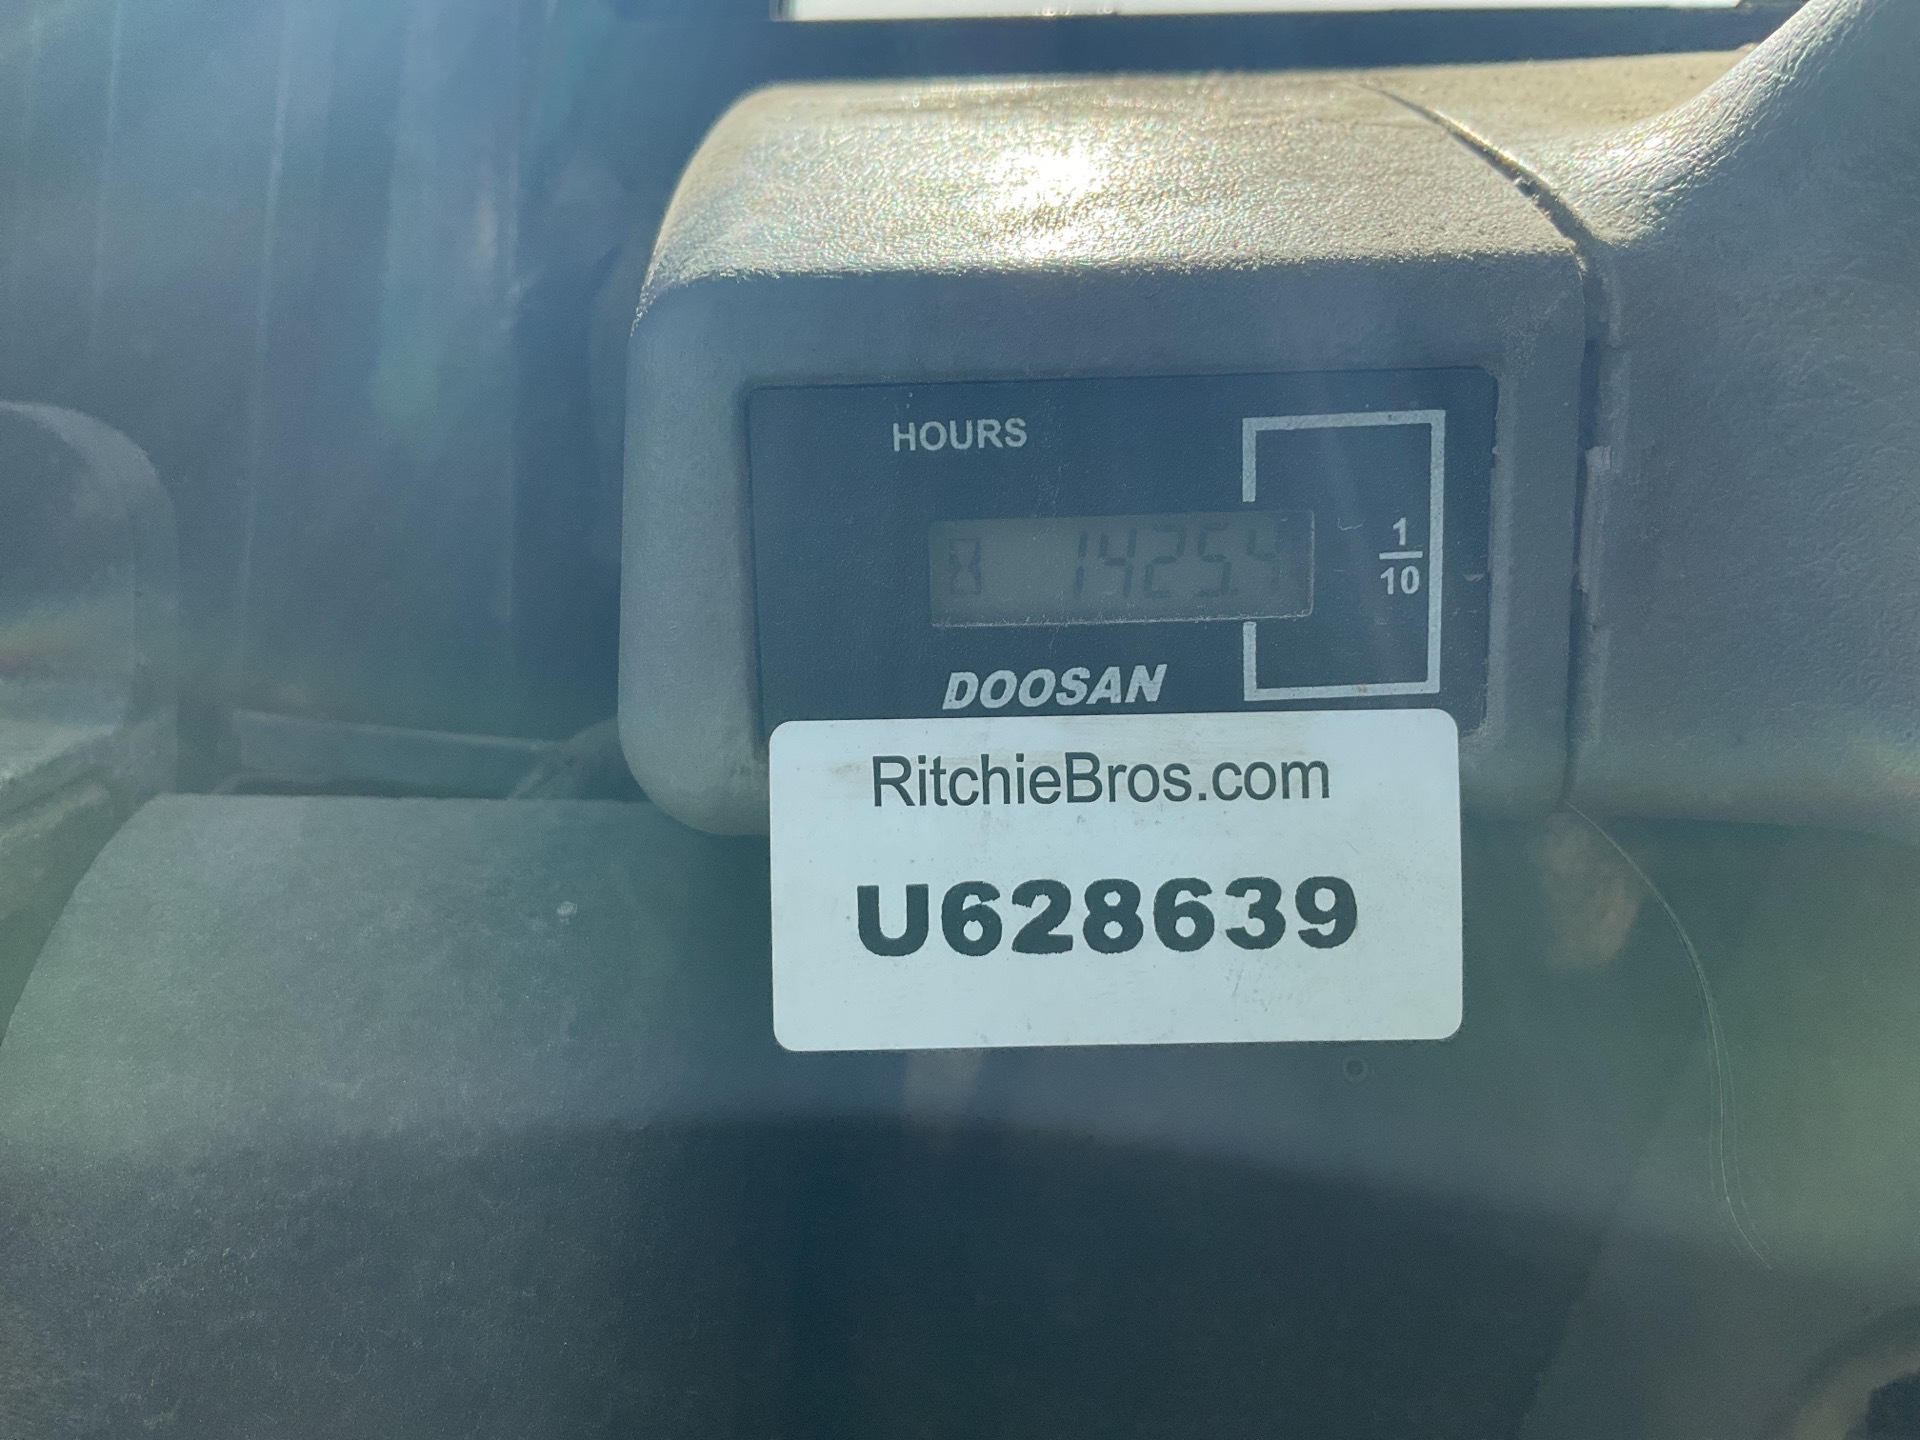 HOURS
1425.4
1
10
DOOSAN
RitchieBros.com
U628639